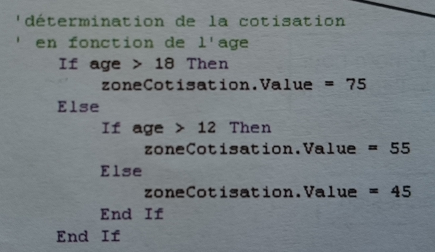 'détermination de la cotisation
' en fonction de l'age
If age > 18 Then
zoneCotisation.Value = 75
Else
If age > 12 Then
zoneCotisation.Value = 55
Else
zoneCotisation.Value = 45
End If
End If